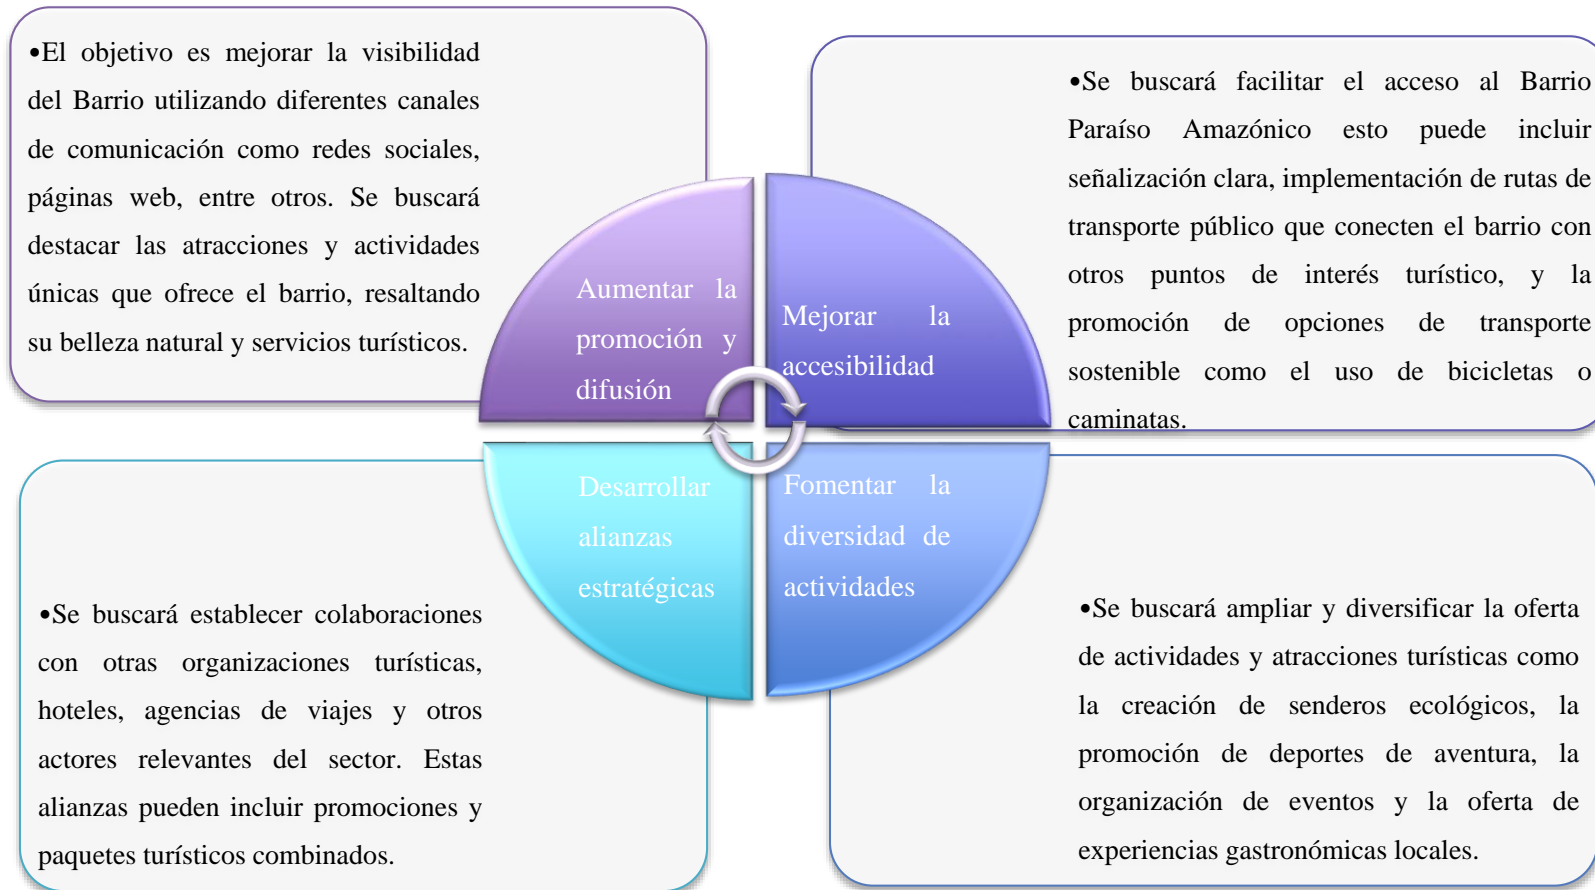 •El objetivo es mejorar la visibilidad
del Barrio utilizando diferentes canales
de comunicación como redes sociales,
páginas web, entre otros. Se buscará
destacar las atracciones y actividades
únicas que ofrece el barrio, resaltando
su belleza natural y servicios turísticos.
Aumentar la
promoción y
difusión
Mejorar la
accesibilidad
•Se buscará facilitar el acceso al Barrio
Paraíso Amazónico esto puede incluir
señalización clara, implementación de rutas de
transporte público que conecten el barrio con
otros puntos de interés turístico, y la
promoción de opciones de transporte
sostenible como el uso de bicicletas o
caminatas.
•Se buscará establecer colaboraciones
con otras organizaciones turísticas,
hoteles, agencias de viajes y otros
actores relevantes del sector. Estas
alianzas pueden incluir promociones y
paquetes turísticos combinados.
Desarrollar
alianzas
estratégicas
Fomentar la
diversidad de
actividades
•Se buscará ampliar y diversificar la oferta
de actividades y atracciones turísticas como
la creación de senderos ecológicos, la
promoción de deportes de aventura, la
organización de eventos y la oferta de
experiencias gastronómicas locales.